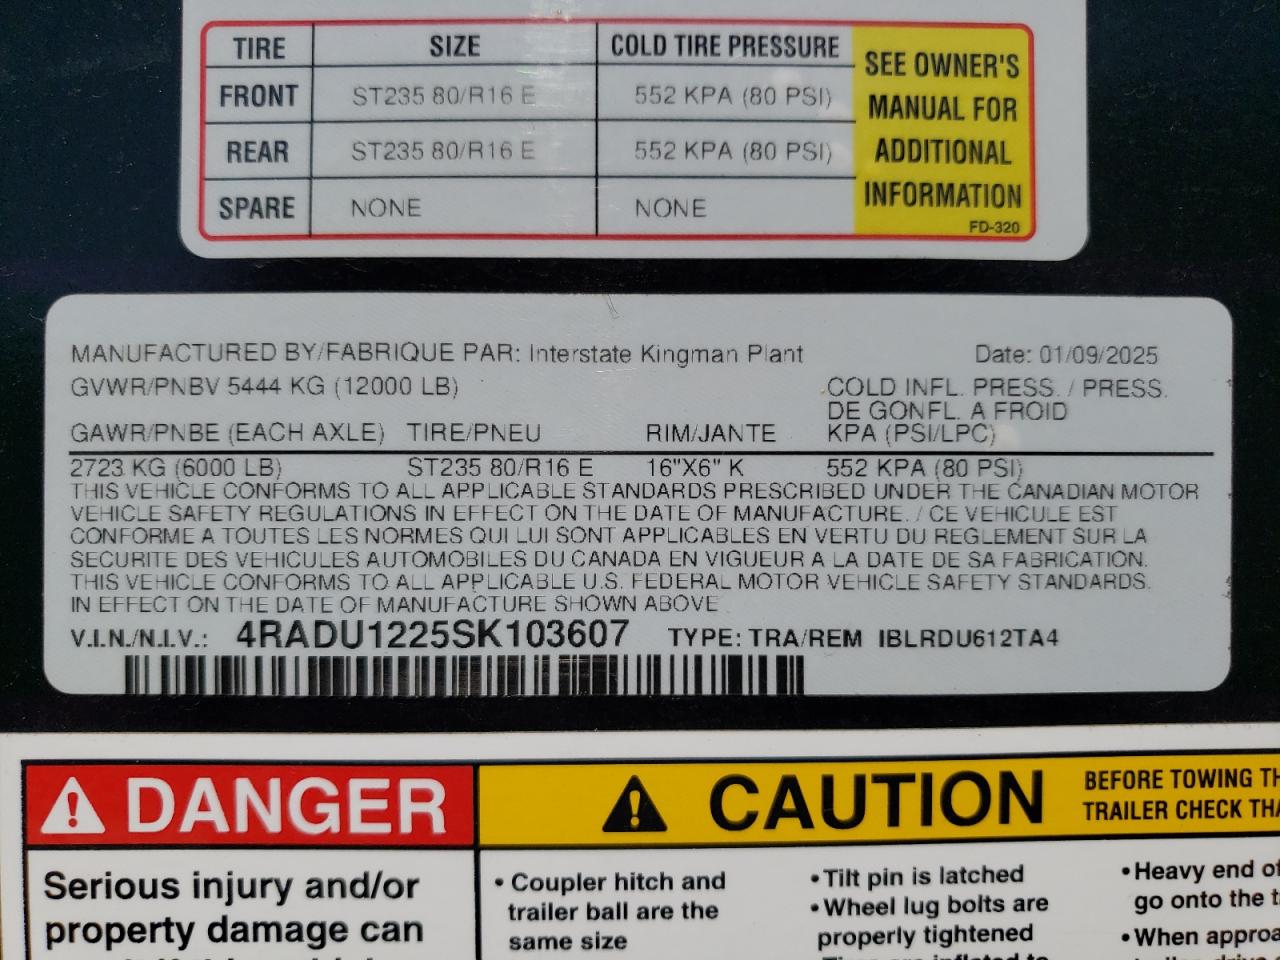 TIRE SIZE COLD TIRE PRESSURE
FRONT ST235 80/R16 E 552 KPA (80 PSI)
REAR ST235 80/R16 E 552 KPA (80 PSI)
SPARE NONE NONE
SEE OWNER'S
MANUAL FOR
ADDITIONAL
INFORMATION
FD-320
MANUFACTURED BY/FABRIQUE PAR: Interstate Kingman Plant Date: 01/09/2025
GVWR/PNBV 5444 KG (12000 LB)
COLD INFL. PRESS. / PRESS.
DE GONFL. A FROID
GAWR/PNBE (EACH AXLE) TIRE/PNEU RIM/JANTE KPA (PSI/LPC)
2723 KG (6000 LB) ST235 80/R16 E 16"X6" K 552 KPA (80 PSI)
THIS VEHICLE CONFORMS TO ALL APPLICABLE STANDARDS PRESCRIBED UNDER THE CANADIAN MOTOR
VEHICLE SAFETY REGULATIONS IN EFFECT ON THE DATE OF MANUFACTURE. / CE VEHICULE EST
CONFORME A TOUTES LES NORMES QUI LUI SONT APPLICABLES EN VERTU DU REGLEMENT SUR LA
SECURITE DES VEHICULES AUTOMOBILES DU CANADA EN VIGUEUR A LA DATE DE SA FABRICATION.
THIS VEHICLE CONFORMS TO ALL APPLICABLE U.S. FEDERAL MOTOR VEHICLE SAFETY STANDARDS.
IN EFFECT ON THE DATE OF MANUFACTURE SHOWN ABOVE
V.I.N./N.I.V.: 4RADU1225SK103607 TYPE: TRA/REM IBLRDU612TA4
DANGER
Serious injury and/or
property damage can
CAUTION
BEFORE TOWING TH
TRAILER CHECK THA
• Coupler hitch and
trailer ball are the
same size
• Tilt pin is latched
• Wheel lug bolts are
properly tightened
• Tires are inflated to
• Heavy end of
go onto the t
• When approa